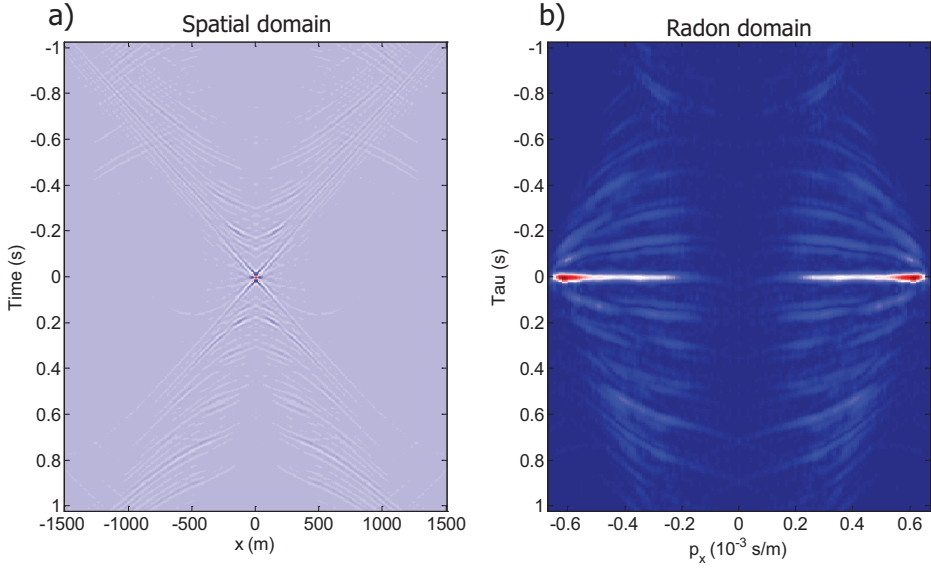 a)
Spatial domain
-1
-0.8
-0.6
-0.4
-0.2
0
0.2
0.4
0.6
0.8
1
Time (s)
-1500 -1000 -500 0 500 1000 1500
x (m)
b)
Radon domain
-1
-0.8
-0.6
-0.4
-0.2
0
0.2
0.4
0.6
0.8
1
Tau (s)
-0.6 -0.4 -0.2 0 0.2 0.4 0.6
p_x (10^-3 s/m)